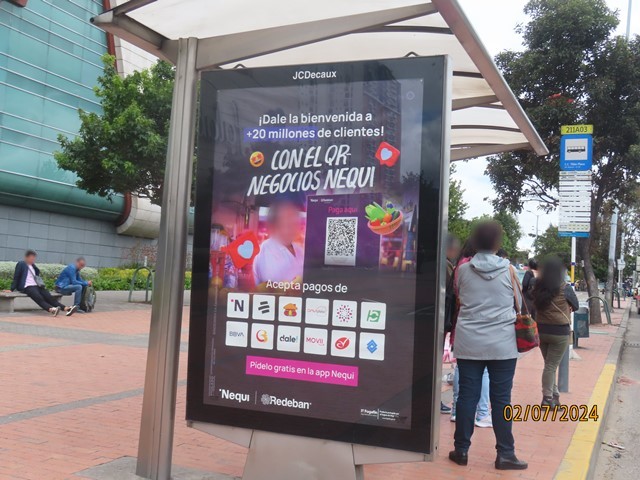 JCDecaux
¡Dale la bienvenida a
+20 millones de clientes!
CON EL QR
NEGOCIOS NEQUI
Paga aquí
Acepta pagos de
N
BBVA
dale!
MOVII
Pídelo gratis en la app Nequi
Nequi
Redeban
211A03
02/07/2024